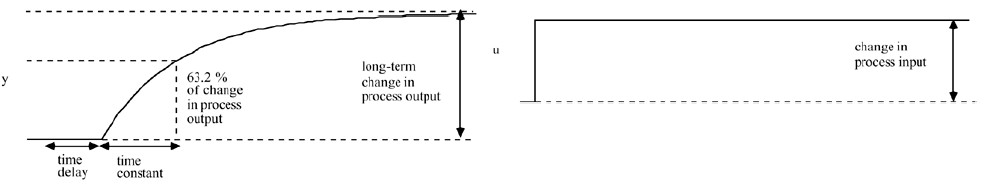 y
63.2 %
of change
in process
output
long-term
change in
process output
time
delay
time
constant
u
change in
process input